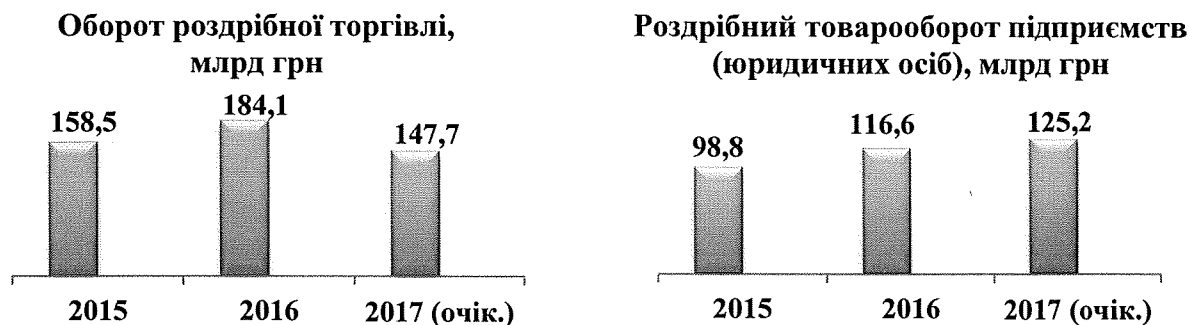 Оборот роздрібної торгівлі,
млрд грн
158,5
184,1
147,7
2015
2016
2017 (очік.)
Роздрібний товарооборот підприємств
(юридичних осіб), млрд грн
98,8
116,6
125,2
2015
2016
2017 (очік.)